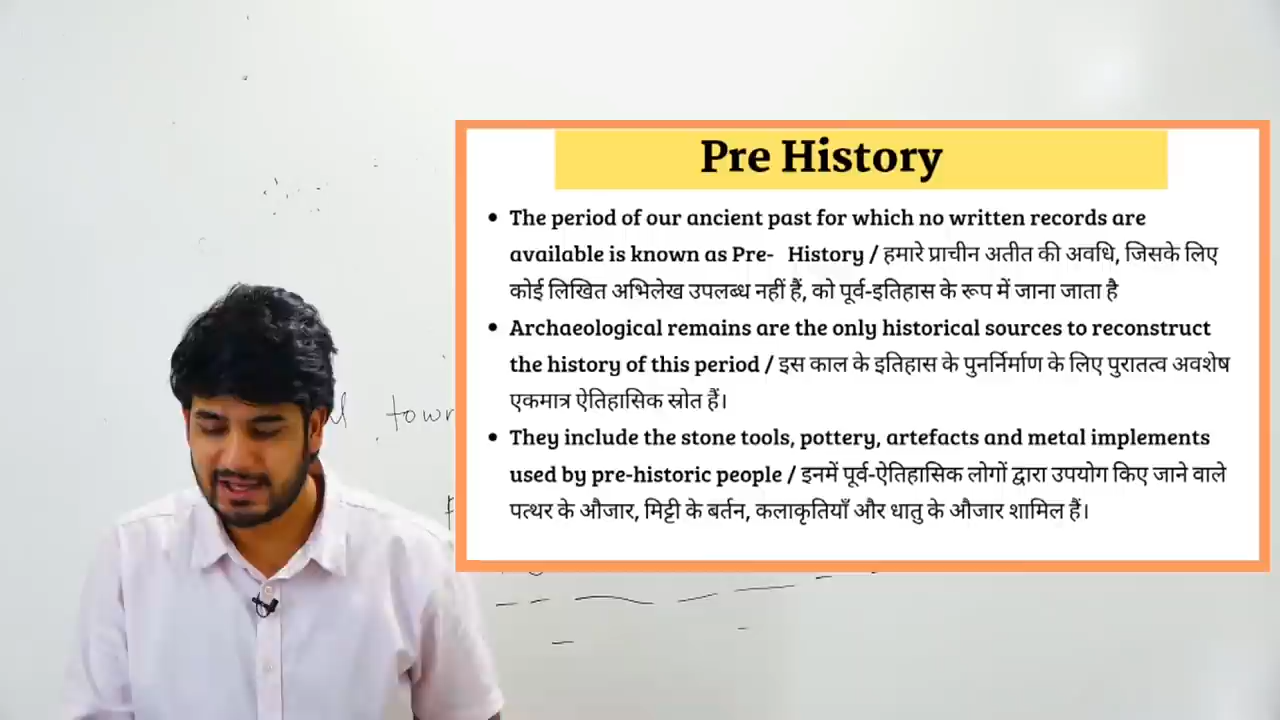 Pre History
• The period of our ancient past for which no written records are
available is known as Pre- History / हमारे प्राचीन अतीत की अवधि, जिसके लिए
कोई लिखित अभिलेख उपलब्ध नहीं हैं, को पूर्व-इतिहास के रूप में जाना जाता है
• Archaeological remains are the only historical sources to reconstruct
the history of this period / इस काल के इतिहास के पुनर्निर्माण के लिए पुरातत्व अवशेष
एकमात्र ऐतिहासिक स्रोत हैं।
• They include the stone tools, pottery, artefacts and metal implements
used by pre-historic people / इनमें पूर्व-ऐतिहासिक लोगों द्वारा उपयोग किए जाने वाले
पत्थर के औजार, मिट्टी के बर्तन, कलाकृतियाँ और धातु के औजार शामिल हैं।